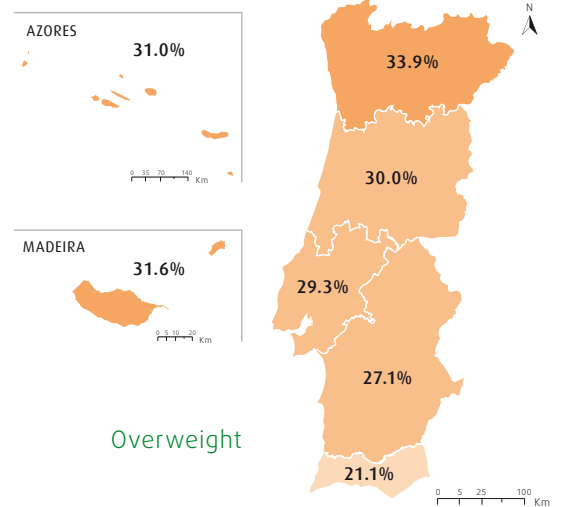 AZORES
31.0%
0 35 70 140
Km
MADEIRA
31.6%
0 5 10 20
Km
Overweight
N
33.9%
30.0%
29.3%
27.1%
21.1%
0 5 25 100
Km